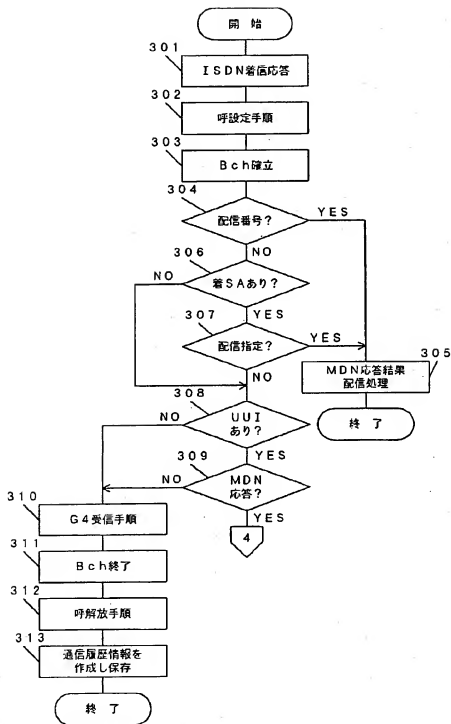 開 始
301
ISDN着信応答
302
呼設定手順
303
Bch確立
304
配信番号?
YES
NO
306
NO
着SAあり?
YES
307
配信指定?
YES
NO
305
MDN応答結果
配信処理
終 了
308
NO
UUI
あり?
YES
309
NO
MDN
応答?
YES
4
310
G4受信手順
311
Bch終了
312
呼解放手順
313
通信履歴情報を
作成し保存
終 了